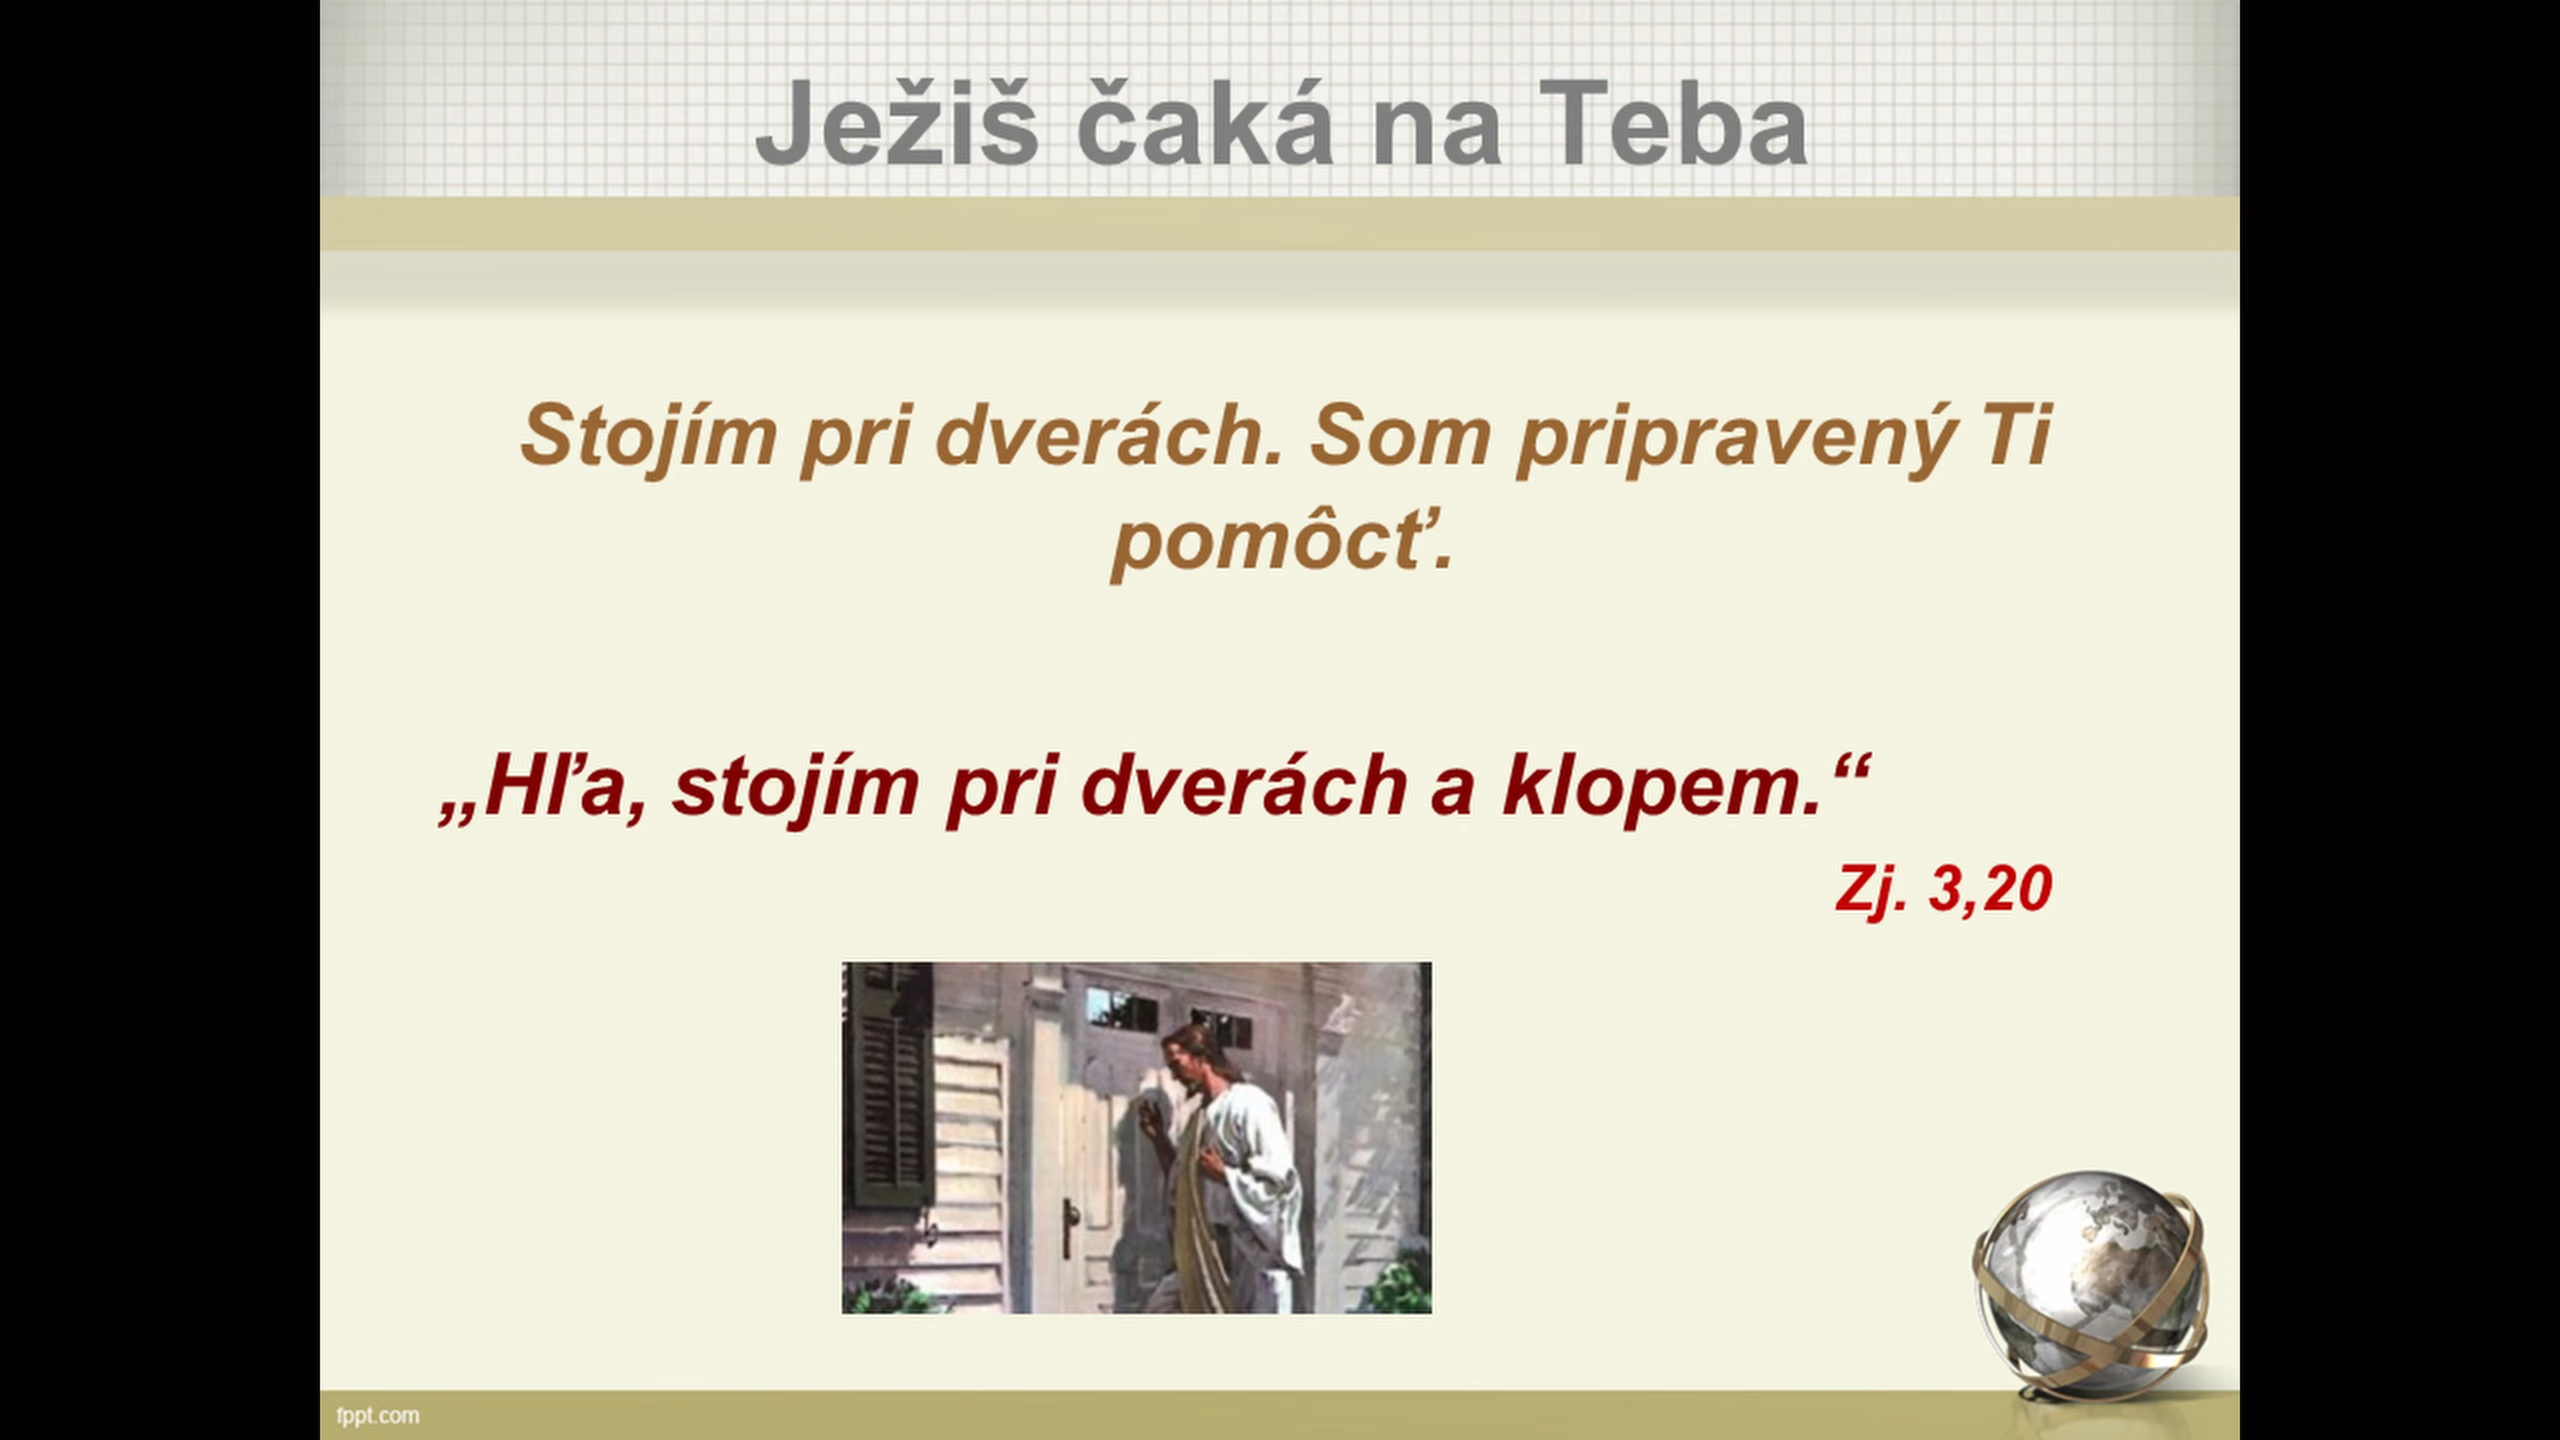 Ježiš čaká na Teba
Stojím pri dverách. Som pripravený Ti
pomôcť.
„Hľa, stojím pri dverách a klopem.“
Zj. 3,20
fppt.com